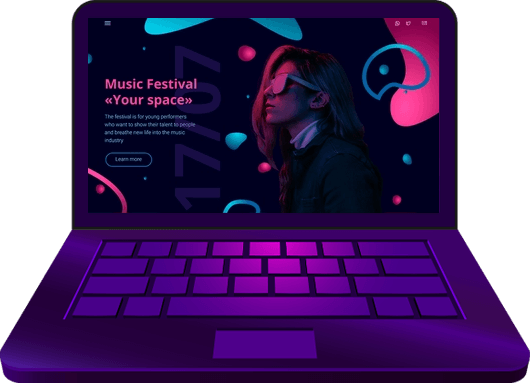 Music Festival
«Your space»
The festival is for young performers
who want to show their talent to people
and breathe new life into the music
industry
Learn more
17/07